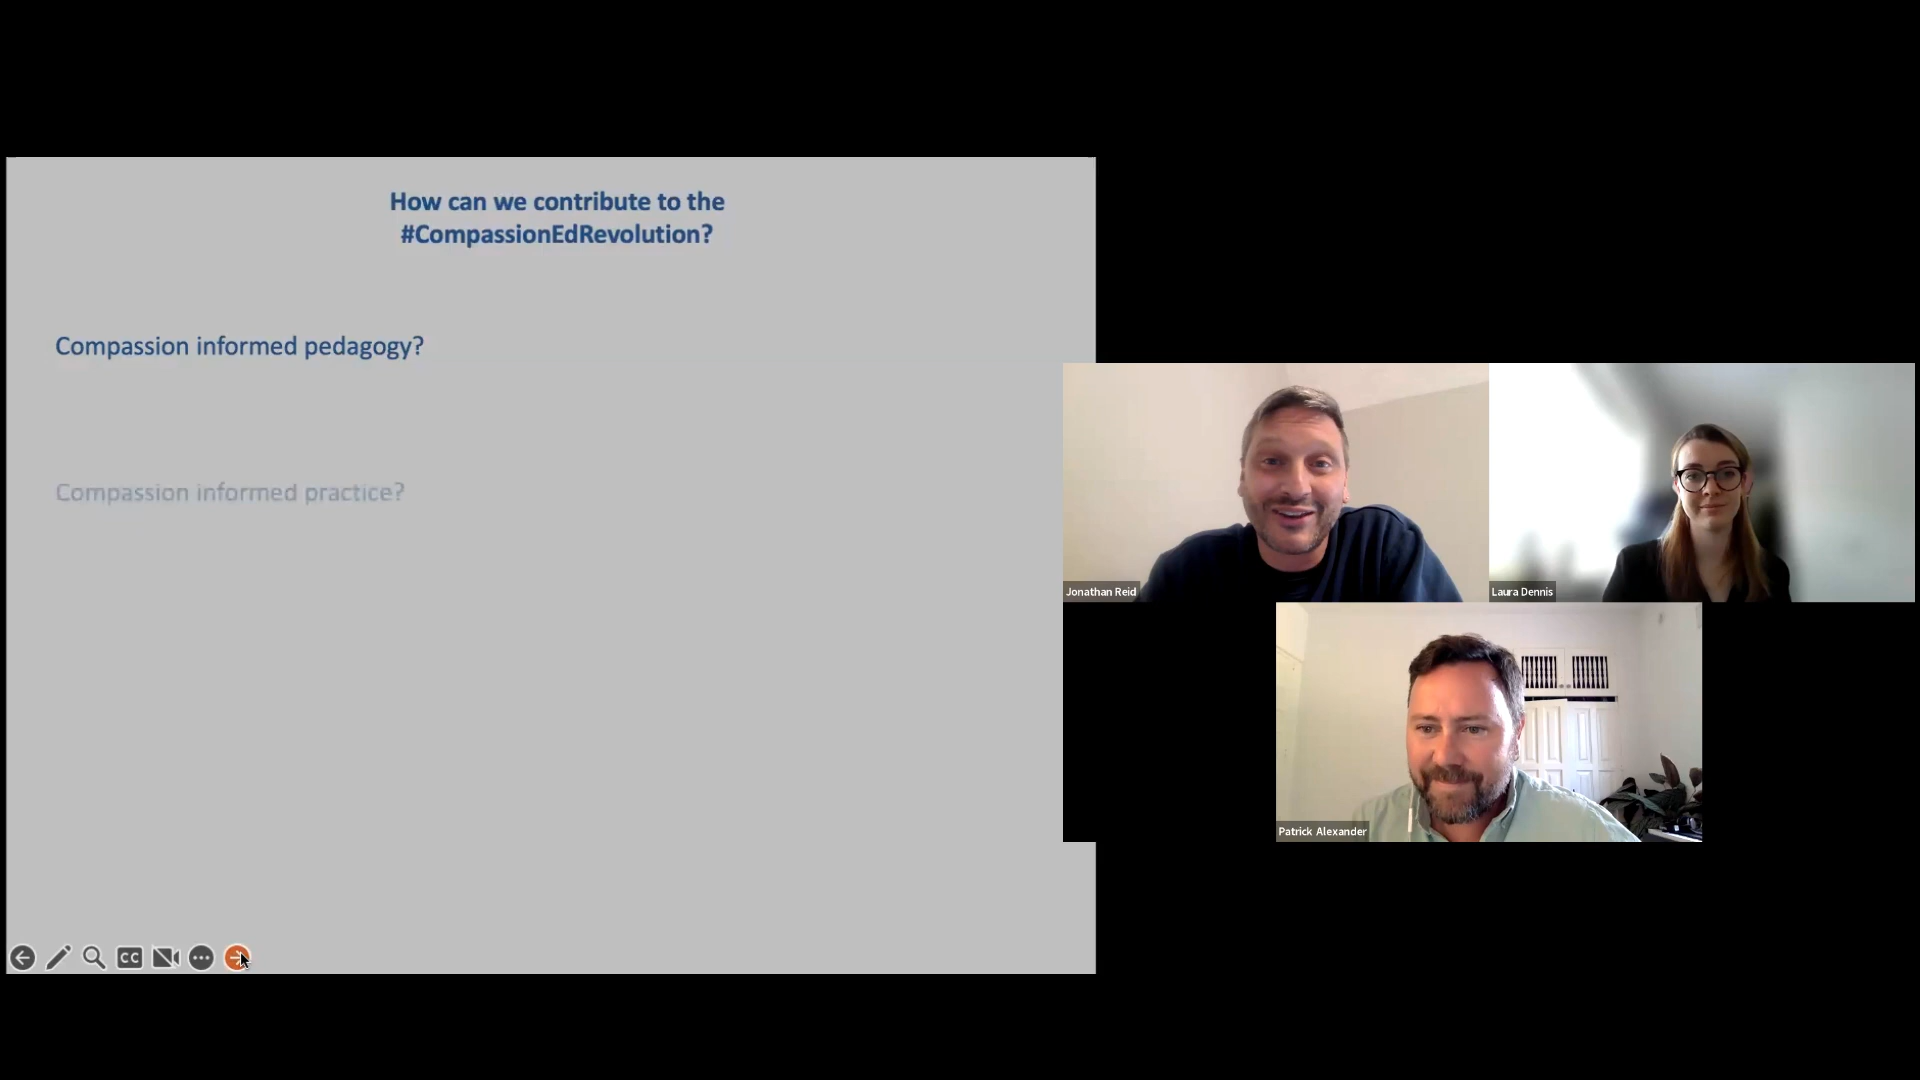 How can we contribute to the
#CompassionEdRevolution?
Compassion informed pedagogy?
Compassion informed practice?
Jonathan Reid
Laura Dennis
Patrick Alexander
CC